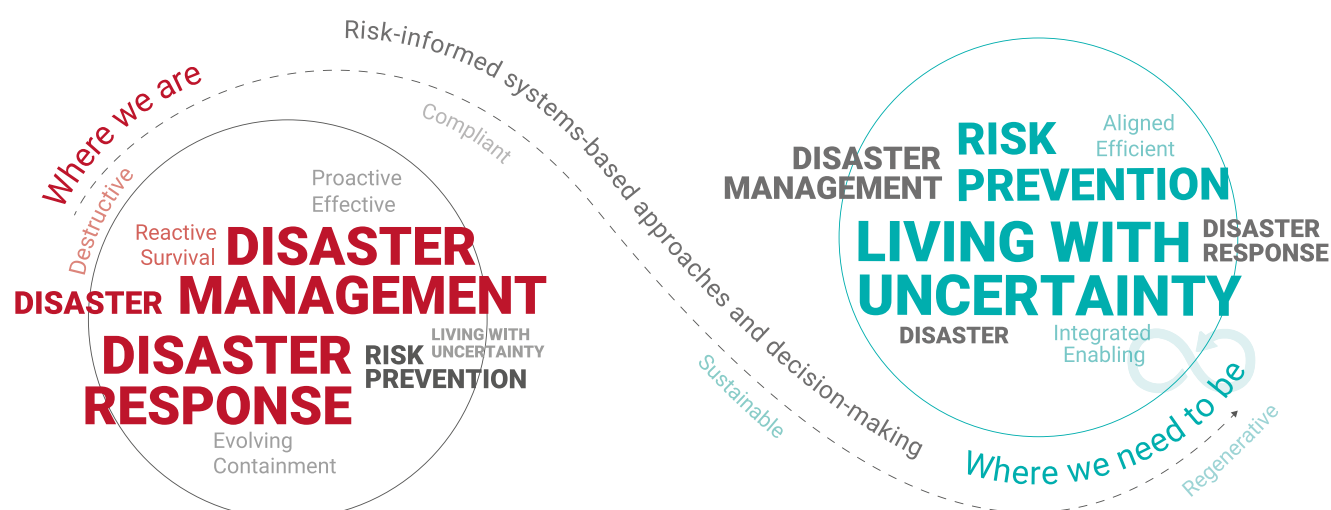 Where we are
Risk-informed systems-based approaches and decision-making
Destructive
Compliant
Proactive
Effective
Reactive
Survival
DISASTER
MANAGEMENT
DISASTER
DISASTER
RESPONSE
RISK
PREVENTION
LIVING WITH
UNCERTAINTY
Evolving
Containment
Sustainable
DISASTER
MANAGEMENT
RISK
PREVENTION
Aligned
Efficient
LIVING WITH
UNCERTAINTY
DISASTER
RESPONSE
DISASTER
Integrated
Enabling
Where we need to be
Regenerative